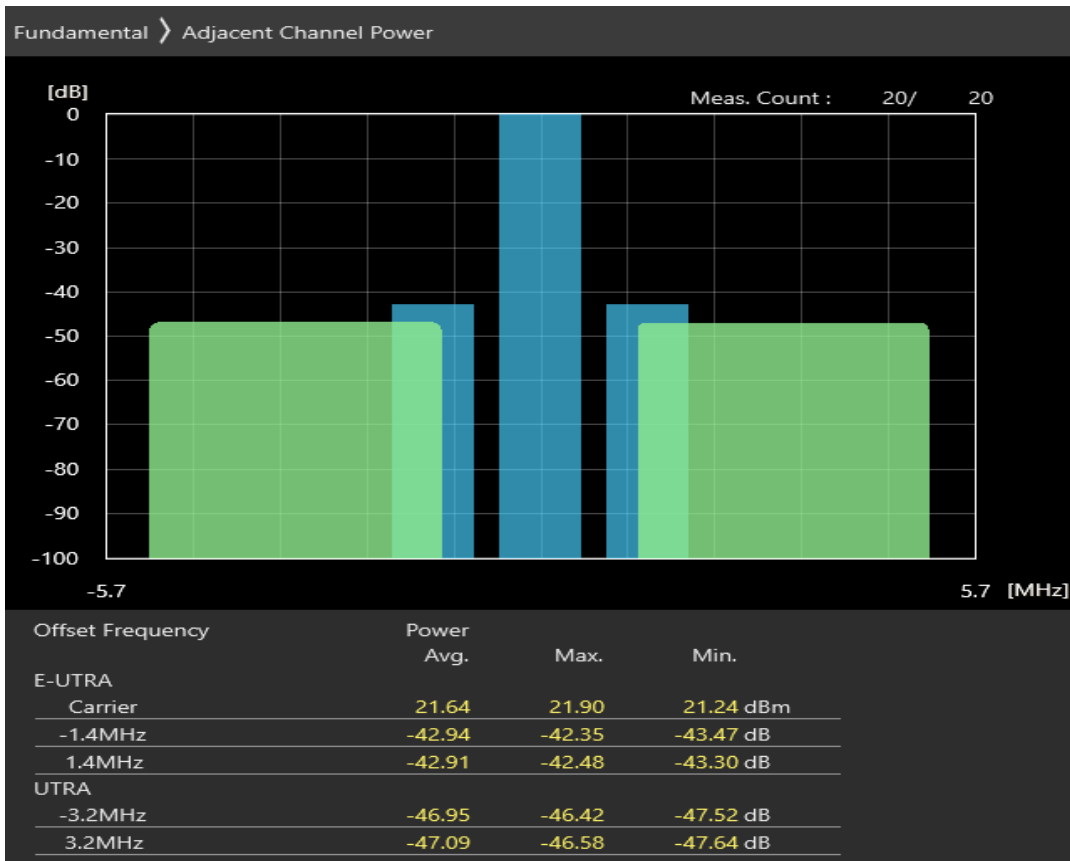 Fundamental ❯ Adjacent Channel Power
[dB]
Meas. Count : 20/ 20
0
-10
-20
-30
-40
-50
-60
-70
-80
-90
-100
-5.7 5.7 [MHz]
Offset Frequency Power
Avg. Max. Min.
E-UTRA
Carrier 21.64 21.90 21.24 dBm
-1.4MHz -42.94 -42.35 -43.47 dB
1.4MHz -42.91 -42.48 -43.30 dB
UTRA
-3.2MHz -46.95 -46.42 -47.52 dB
3.2MHz -47.09 -46.58 -47.64 dB